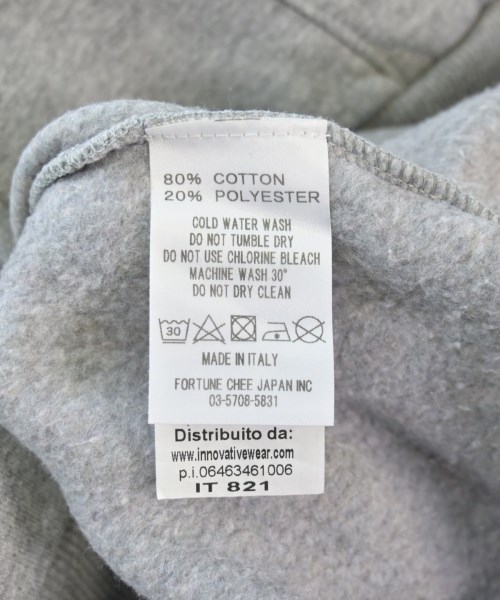 80% COTTON
20% POLYESTER
COLD WATER WASH
DO NOT TUMBLE DRY
DO NOT USE CHLORINE BLEACH
MACHINE WASH 30°
DO NOT DRY CLEAN
30
MADE IN ITALY
FORTUNE CHEE JAPAN INC
03-5708-5831
Distribuito da:
www.innovativewear.com
p.i.06463461006
IT 821